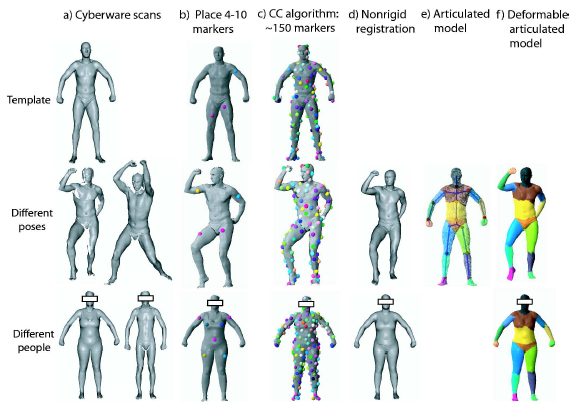 a) Cyberware scans
b) Place 4-10
markers
c) CC algorithm:
~150 markers
d) Nonrigid
registration
e) Articulated
model
f) Deformable
articulated
model
Template
Different
poses
Different
people